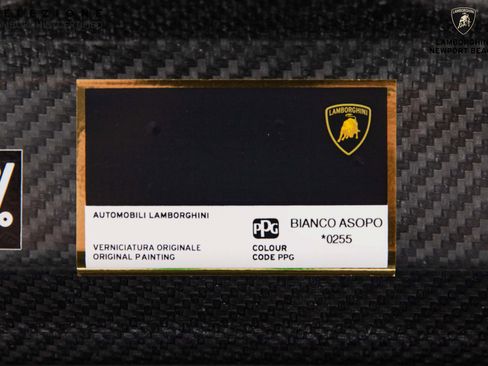 LAMBORGHINI
NEWPORT BEACH
LAMBORGHINI
%
AUTOMOBILI LAMBORGHINI
VERNICIATURA ORIGINALE
ORIGINAL PAINTING
PPG
COLOUR
CODE PPG
BIANCO ASOPO
*0255